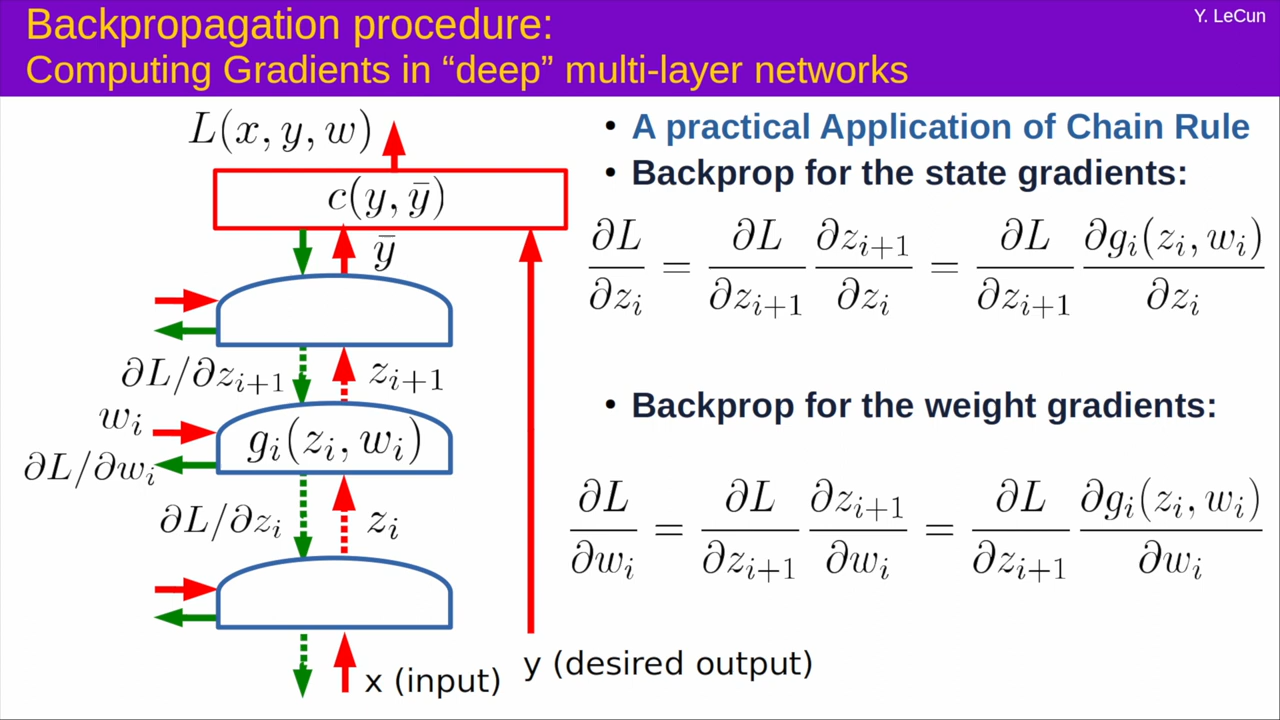 Backpropagation procedure:
Computing Gradients in “deep” multi-layer networks
Y. LeCun
L(x, y, w)
c(y, ȳ)
ȳ
∂L/∂z_{i+1}
z_{i+1}
w_i
g_i(z_i, w_i)
∂L/∂w_i
∂L/∂z_i
z_i
x (input)
y (desired output)
• A practical Application of Chain Rule
• Backprop for the state gradients:
∂L/∂z_i = ∂L/∂z_{i+1} ∂z_{i+1}/∂z_i = ∂L/∂z_{i+1} ∂g_i(z_i, w_i)/∂z_i
• Backprop for the weight gradients:
∂L/∂w_i = ∂L/∂z_{i+1} ∂z_{i+1}/∂w_i = ∂L/∂z_{i+1} ∂g_i(z_i, w_i)/∂w_i